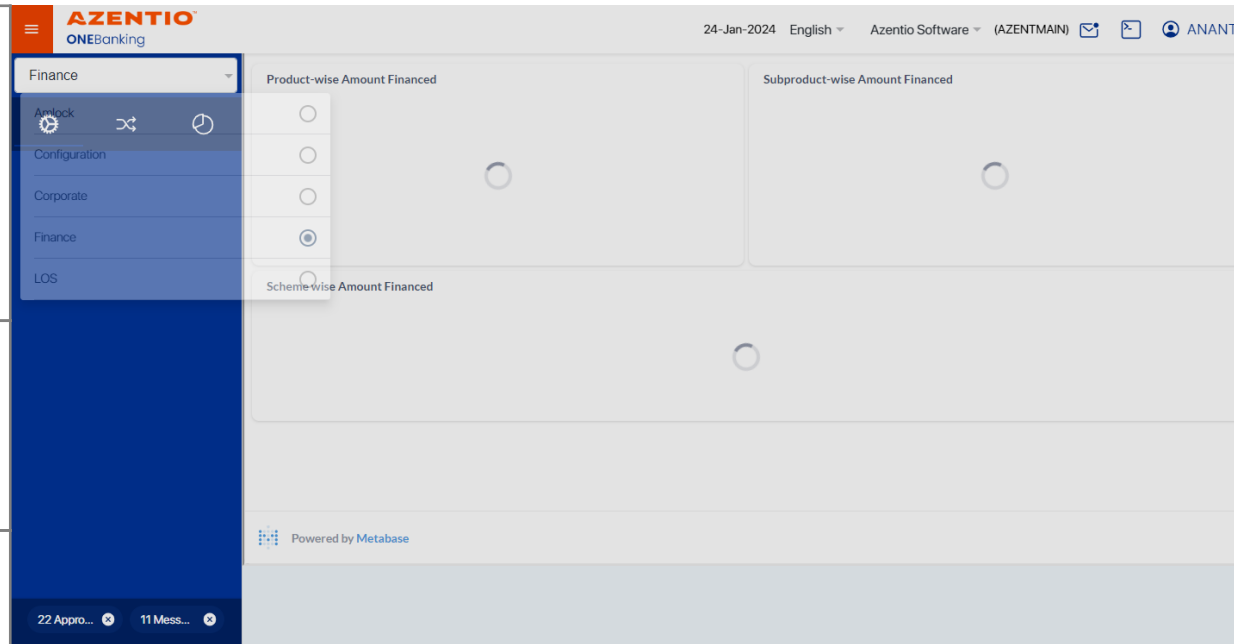 AZENTIO
ONEBanking
24-Jan-2024 English Azentio Software (AZENTMAIN) ANANT
Finance
Product-wise Amount Financed
Subproduct-wise Amount Financed
Amlock
Configuration
Corporate
Finance
LOS
Scheme-wise Amount Financed
Powered by Metabase
22 Appro... 11 Mess...